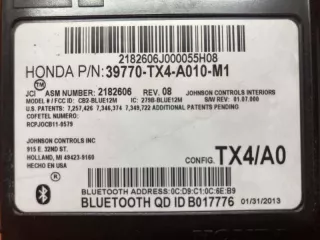 2182606J000055H08
HONDA P/N: 39770-TX4-A010-M1
JCI ASM NUMBER: 2182606 REV. 08 JOHNSON CONTROLS INTERIORS
MODEL # / FCC ID: CB2-BLUE12M IC: 279B-BLUE12M S/W REV: 01.07.000
U.S. PATENTS: 7,257,426 7,346,374 7,349,722 ADDITIONAL PATENTS PENDING
COFETEL NUMERO:
RCPJOCB11-0579
JOHNSON CONTROLS INC
915 E. 32ND ST.
HOLLAND, MI 49423-9160
HECHO EN USA
CONFIG. TX4/A0
BLUETOOTH ADDRESS:0C:D9:C1:0C:6E:B9
BLUETOOTH QD ID B017776 01/31/2013